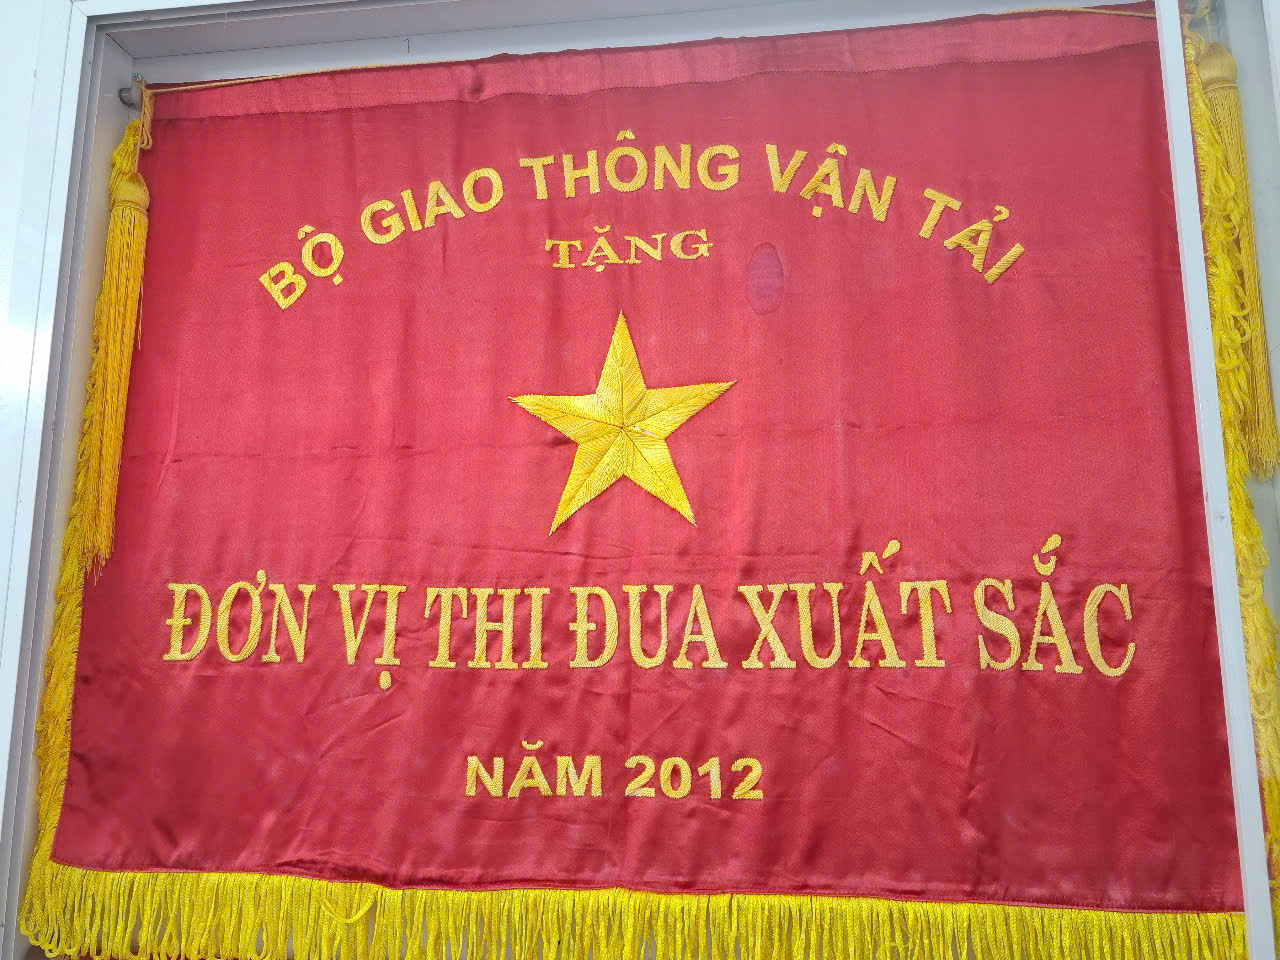 BỘ GIAO THÔNG VẬN TẢI
TẶNG
ĐƠN VỊ THI ĐUA XUẤT SẮC
NĂM 2012